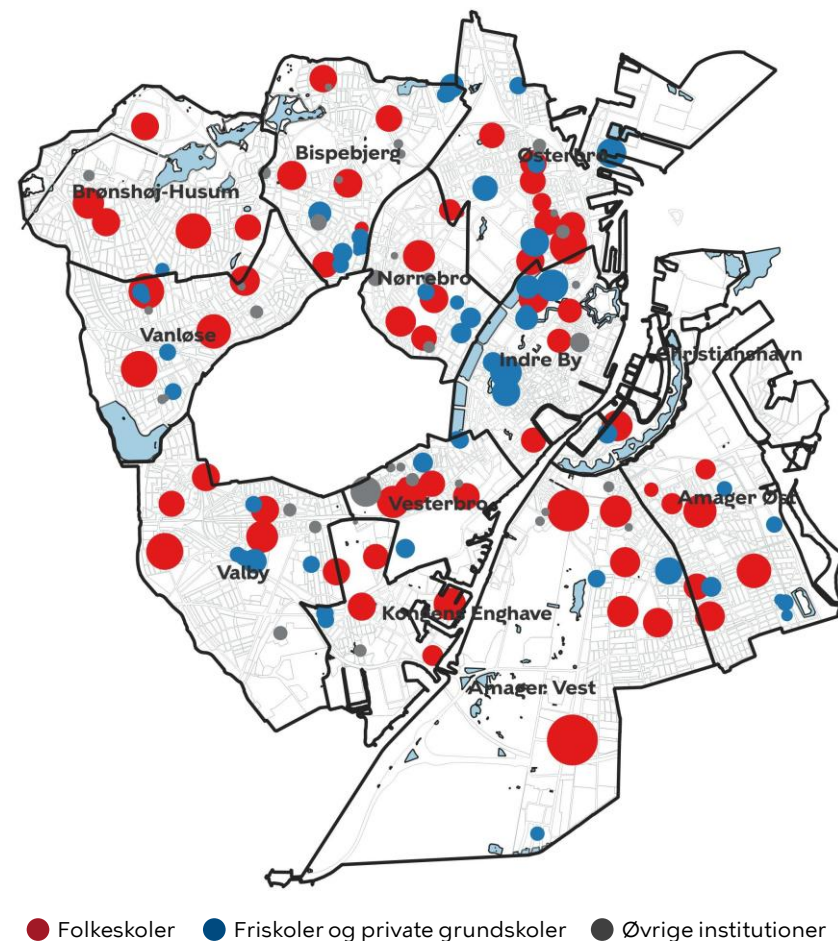 Bispebjerg
Østerbro
Brønshøj-Husum
Nørrebro
Vanløse
Indre By
Christianshavn
Vesterbro
Amager Øst
Valby
Kongens Enghave
Amager Vest
Folkeskoler
Friskoler og private grundskoler
Øvrige institutioner